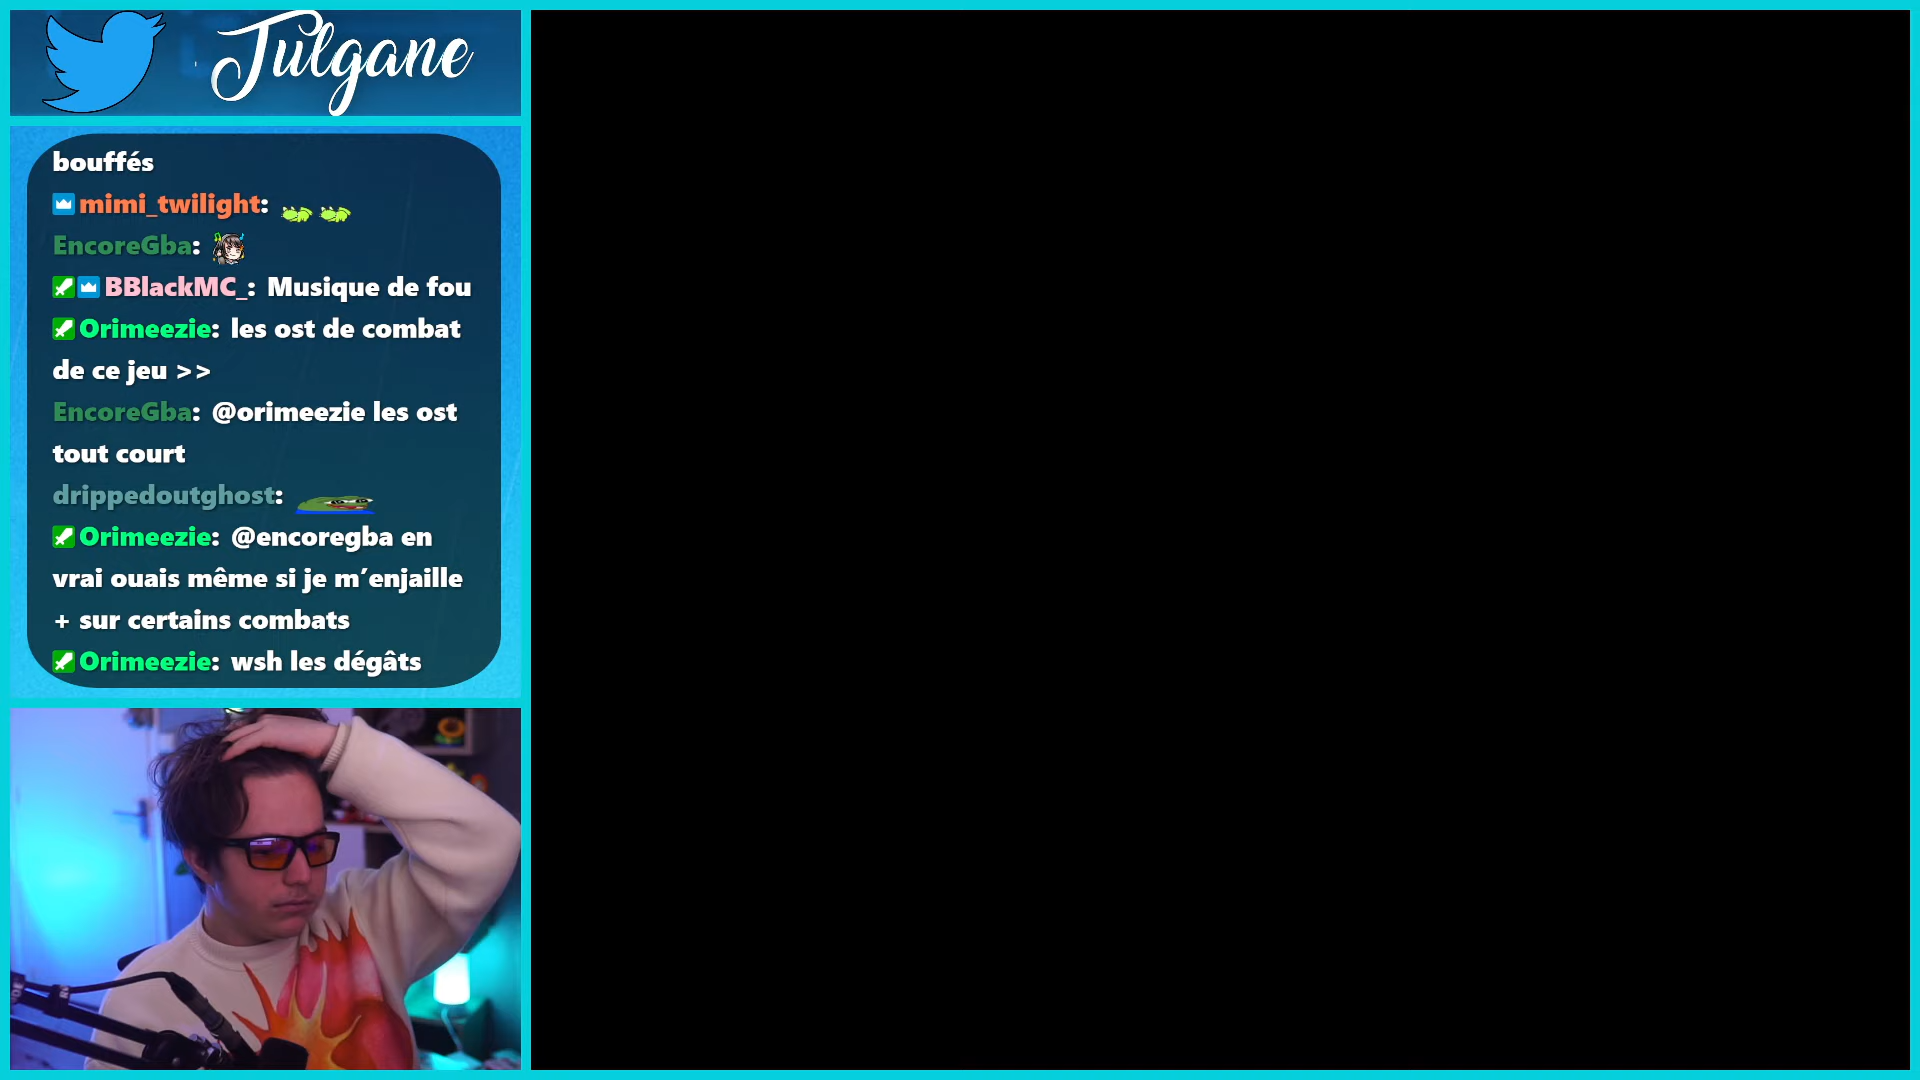 Julgane
bouffés
mimi_twilight:
EncoreGba:
BBlackMC_: Musique de fou
Orimeezie: les ost de combat
de ce jeu >>
EncoreGba: @orimeezie les ost
tout court
drippedoutghost:
Orimeezie: @encoregba en
vrai ouais même si je m´enjaille
+ sur certains combats
Orimeezie: wsh les dégâts